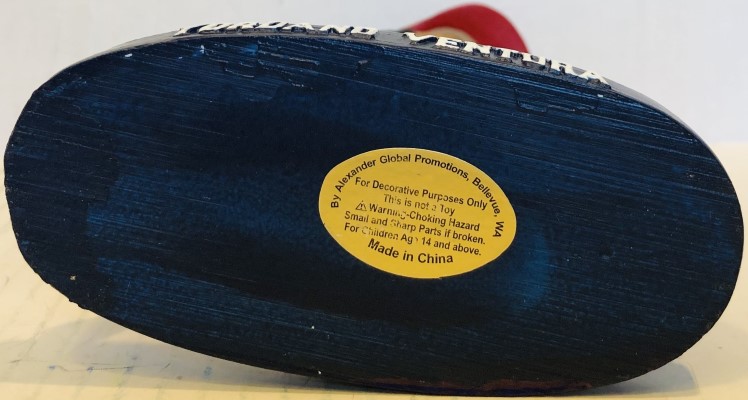 YORDANO VENTURA
By Alexander Global Promotions, Bellevue, WA
For Decorative Purposes Only
This is not a Toy
⚠ Warning-Choking Hazard
Small and Sharp Parts if broken.
For Children Age 14 and above.
Made in China